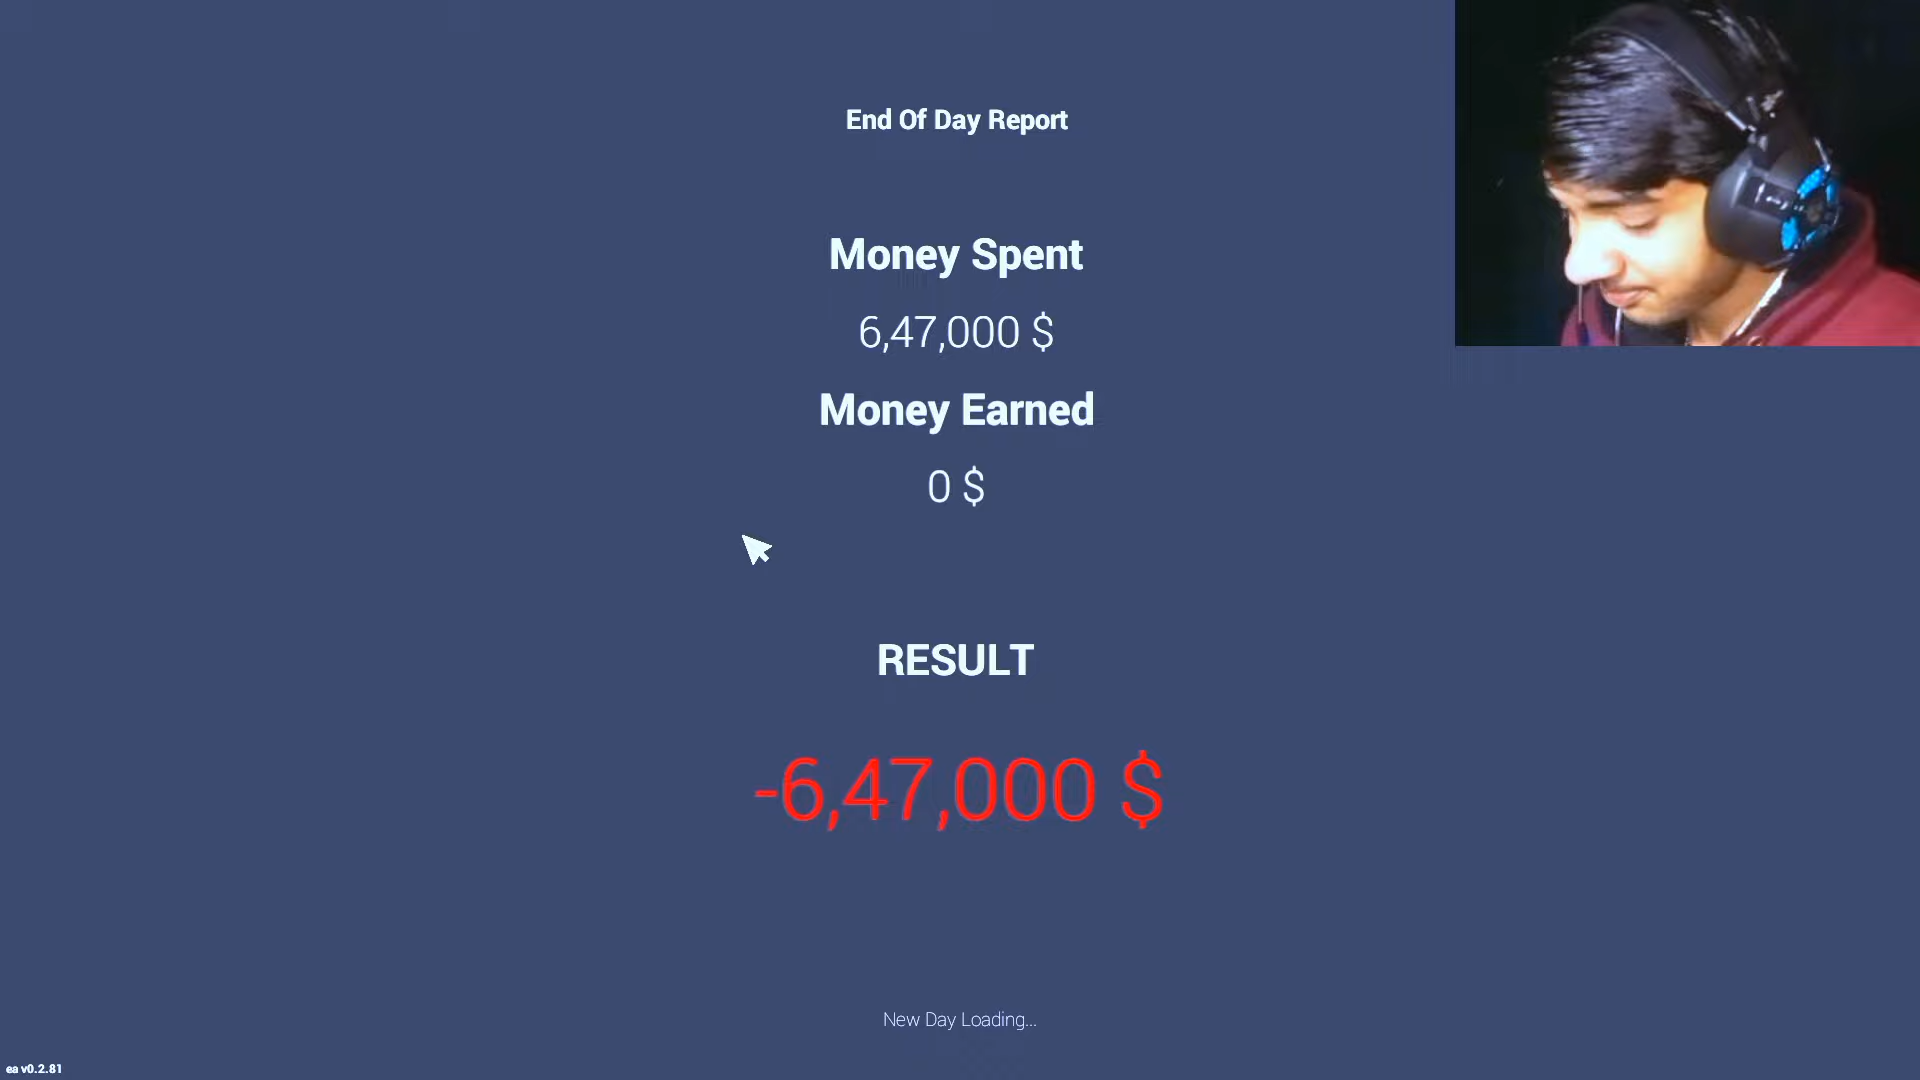 End Of Day Report
Money Spent
6,47,000 $
Money Earned
0 $
RESULT
-6,47,000 $
New Day Loading...
ea v0.2.81